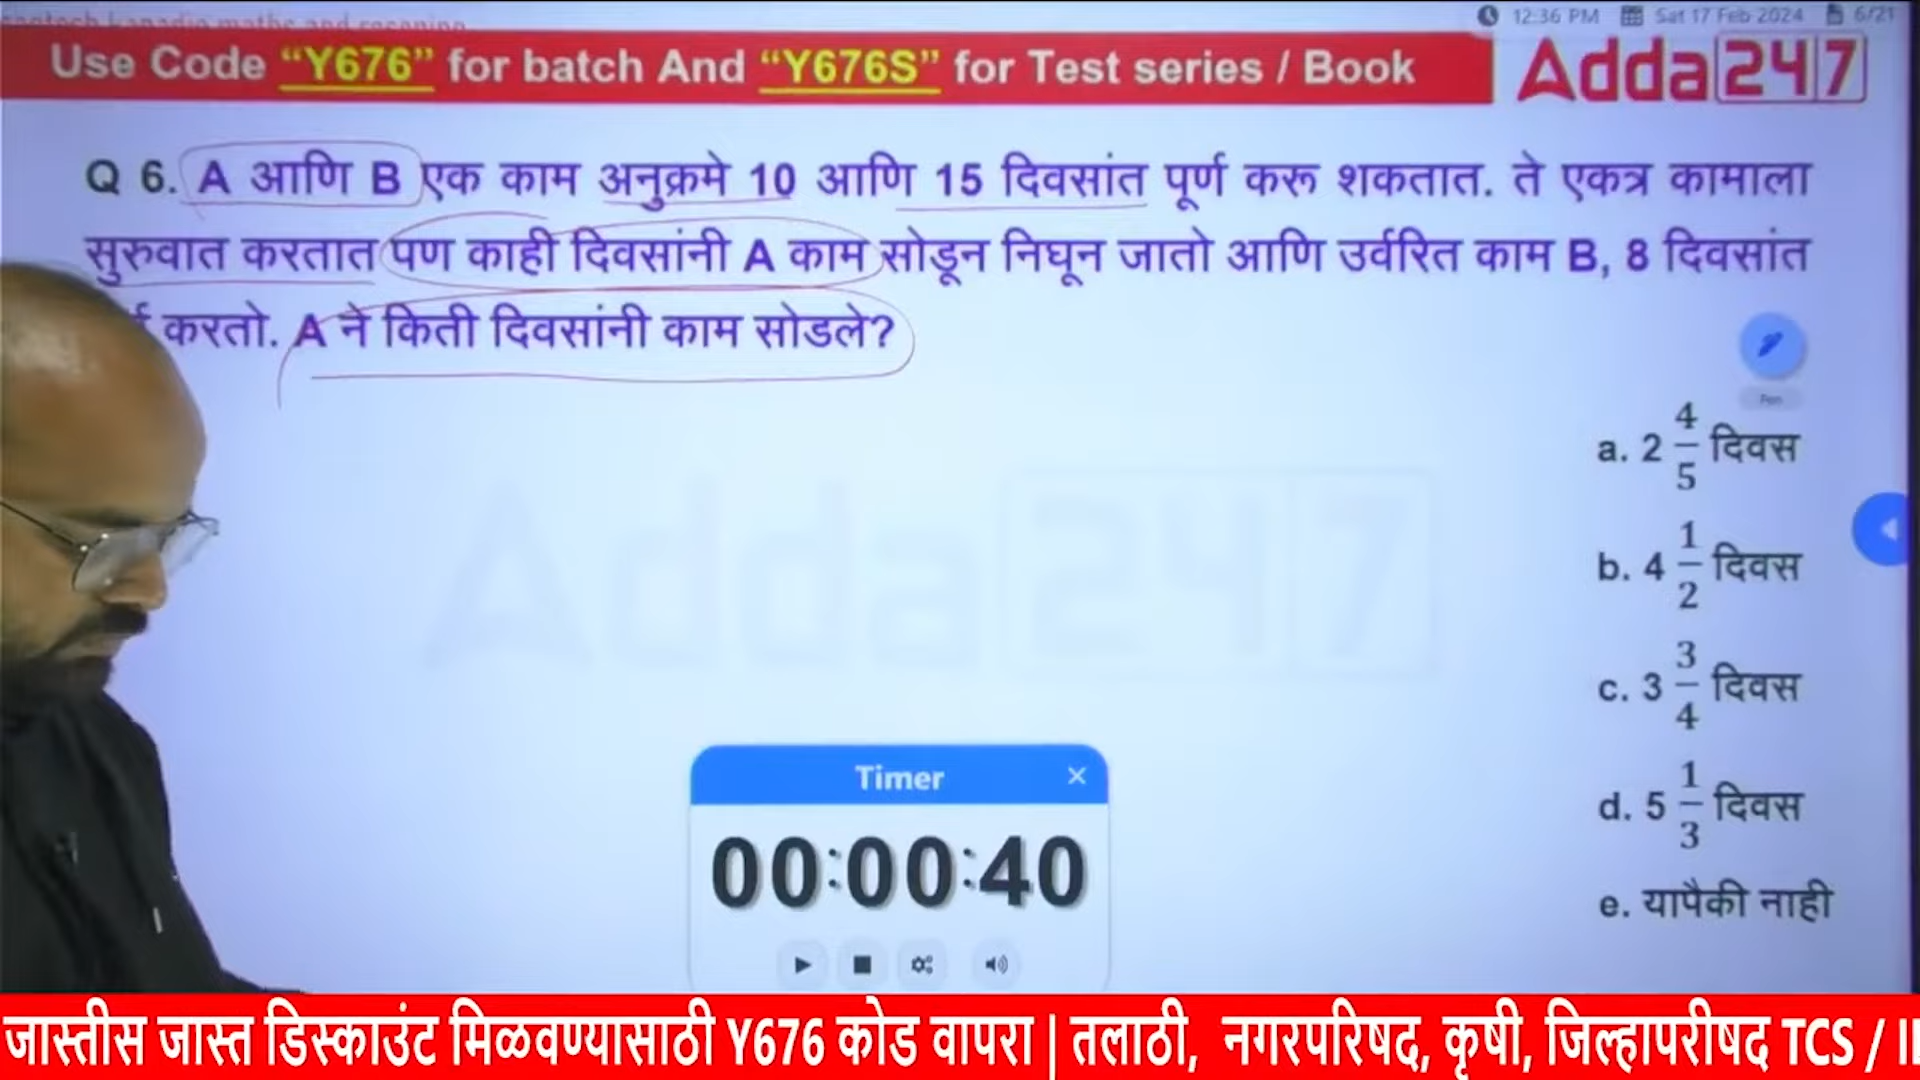 12:36 PM Sat 17 Feb 2024 6/21
Use Code “Y676” for batch And “Y676S” for Test series / Book
Adda247
Q 6. A आणि B एक काम अनुक्रमे 10 आणि 15 दिवसांत पूर्ण करू शकतात. ते एकत्र कामाला
सुरुवात करतात पण काही दिवसांनी A काम सोडून निघून जातो आणि उर्वरित काम B, 8 दिवसांत
करतो. A ने किती दिवसांनी काम सोडले?
Pen
a. 2 4/5 दिवस
b. 4 1/2 दिवस
c. 3 3/4 दिवस
d. 5 1/3 दिवस
e. यापैकी नाही
Adda247
Timer
00:00:40
जास्तीस जास्त डिस्काउंट मिळवण्यासाठी Y676 कोड वापरा | तलाठी, नगरपरिषद, कृषी, जिल्हापरीषद TCS /